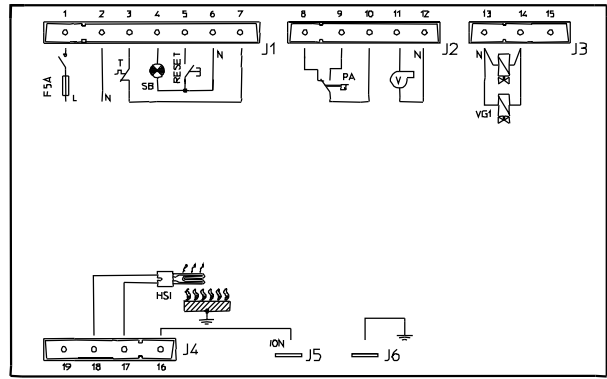 1 2 3 4 5 6 7
8 9 10 11 12
13 14 15
J1
J2
J3
F5A
L
N
T
SB
RESET
N
PA
V
N
N
VG1
HSI
J4
ION
J5
J6
19 18 17 16